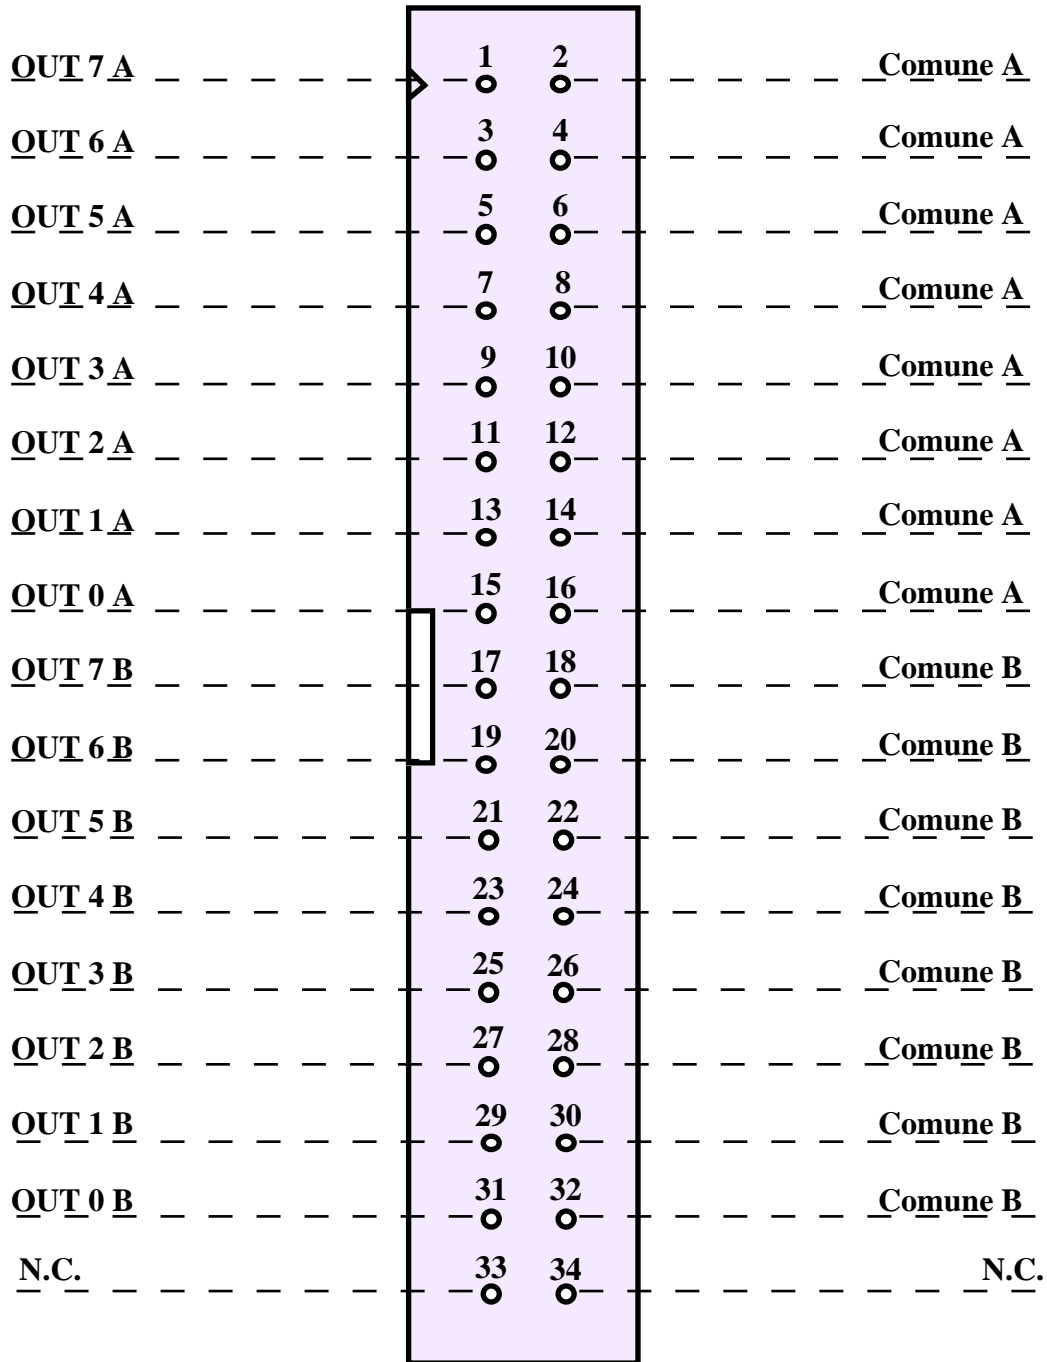 OUT 7 A 1 2 Comune A
OUT 6 A 3 4 Comune A
OUT 5 A 5 6 Comune A
OUT 4 A 7 8 Comune A
OUT 3 A 9 10 Comune A
OUT 2 A 11 12 Comune A
OUT 1 A 13 14 Comune A
OUT 0 A 15 16 Comune A
OUT 7 B 17 18 Comune B
OUT 6 B 19 20 Comune B
OUT 5 B 21 22 Comune B
OUT 4 B 23 24 Comune B
OUT 3 B 25 26 Comune B
OUT 2 B 27 28 Comune B
OUT 1 B 29 30 Comune B
OUT 0 B 31 32 Comune B
N.C. 33 34 N.C.